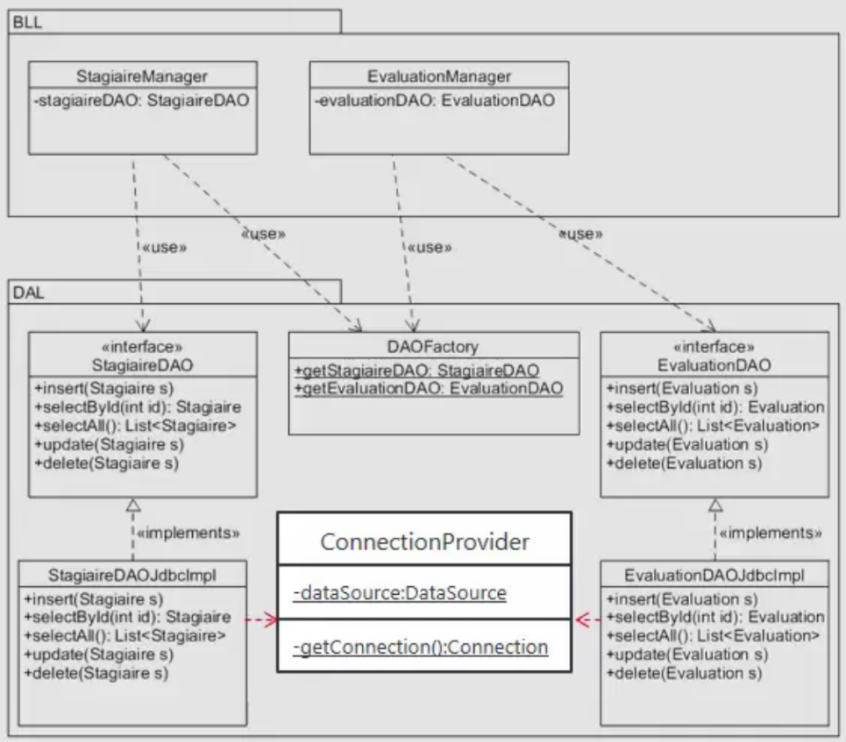 BLL
StagiaireManager
-stagiaireDAO: StagiaireDAO
EvaluationManager
-evaluationDAO: EvaluationDAO
«use»
«use»
«use»
«use»
DAL
«interface»
StagiaireDAO
+insert(Stagiaire s)
+selectById(int id): Stagiaire
+selectAll(): List<Stagiaire>
+update(Stagiaire s)
+delete(Stagiaire s)
DAOFactory
+getStagiaireDAO: StagiaireDAO
+getEvaluationDAO: EvaluationDAO
«interface»
EvaluationDAO
+insert(Evaluation s)
+selectById(int id): Evaluation
+selectAll(): List<Evaluation>
+update(Evaluation s)
+delete(Evaluation s)
«implements»
«implements»
StagiaireDAOJdbcImpl
+insert(Stagiaire s)
+selectById(int id): Stagiaire
+selectAll(): List<Stagiaire>
+update(Stagiaire s)
+delete(Stagiaire s)
ConnectionProvider
-dataSource:DataSource
-getConnection():Connection
EvaluationDAOJdbcImpl
+insert(Evaluation s)
+selectById(int id): Evaluation
+selectAll(): List<Evaluation>
+update(Evaluation s)
+delete(Evaluation s)